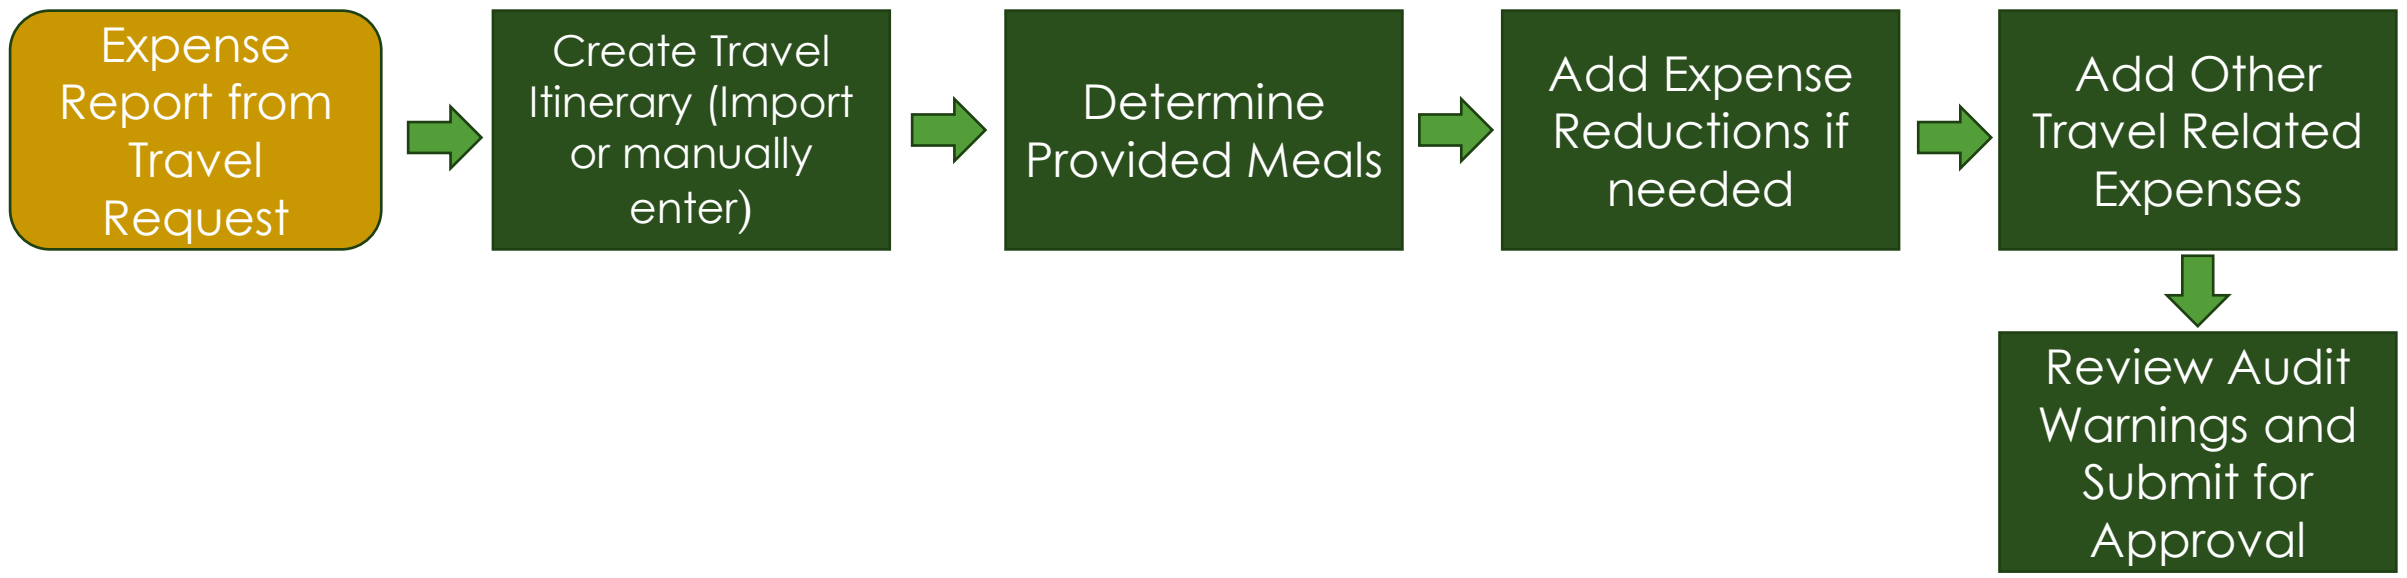 Expense
Report from
Travel
Request
Create Travel
Itinerary (Import
or manually
enter)
Determine
Provided Meals
Add Expense
Reductions if
needed
Add Other
Travel Related
Expenses
Review Audit
Warnings and
Submit for
Approval